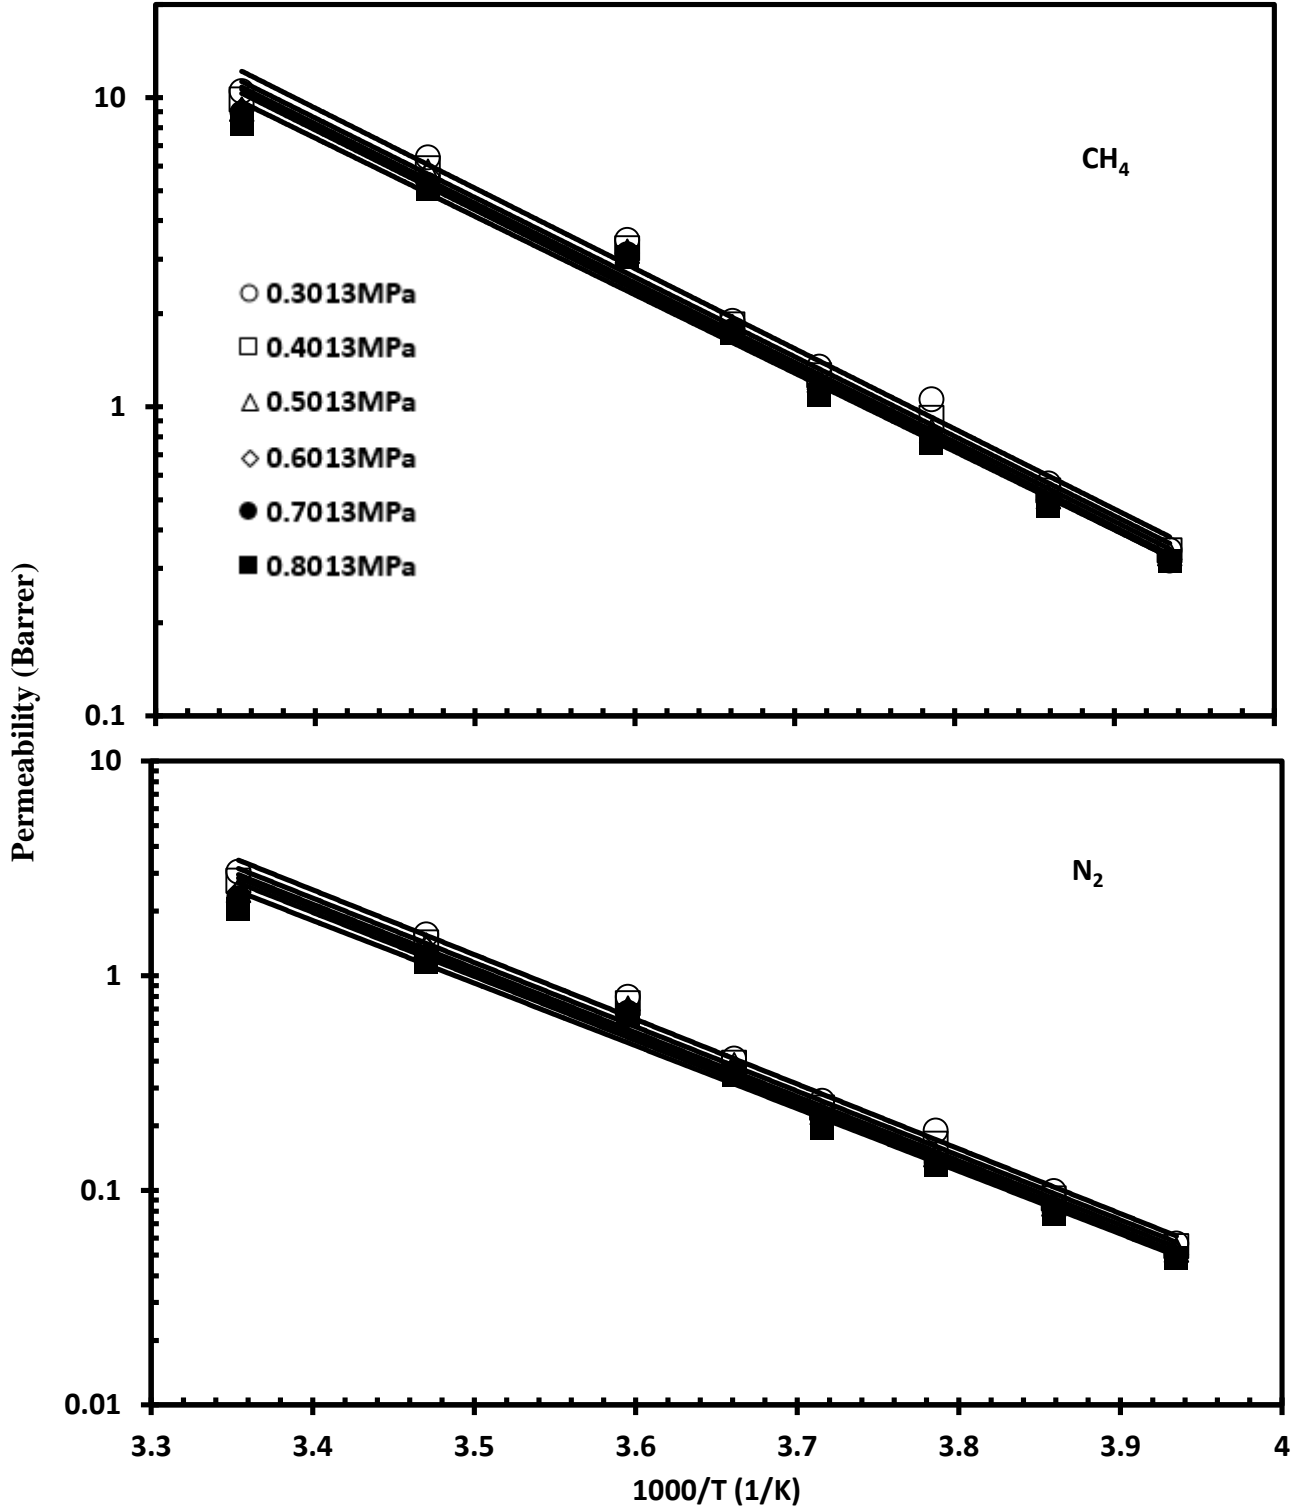 10
CH4
0.3013MPa
0.4013MPa
1
0.5013MPa
0.6013MPa
0.7013MPa
0.8013MPa
0.1
Permeability (Barrer)
10
N2
1
0.1
0.01
3.3 3.4 3.5 3.6 3.7 3.8 3.9 4
1000/T (1/K)